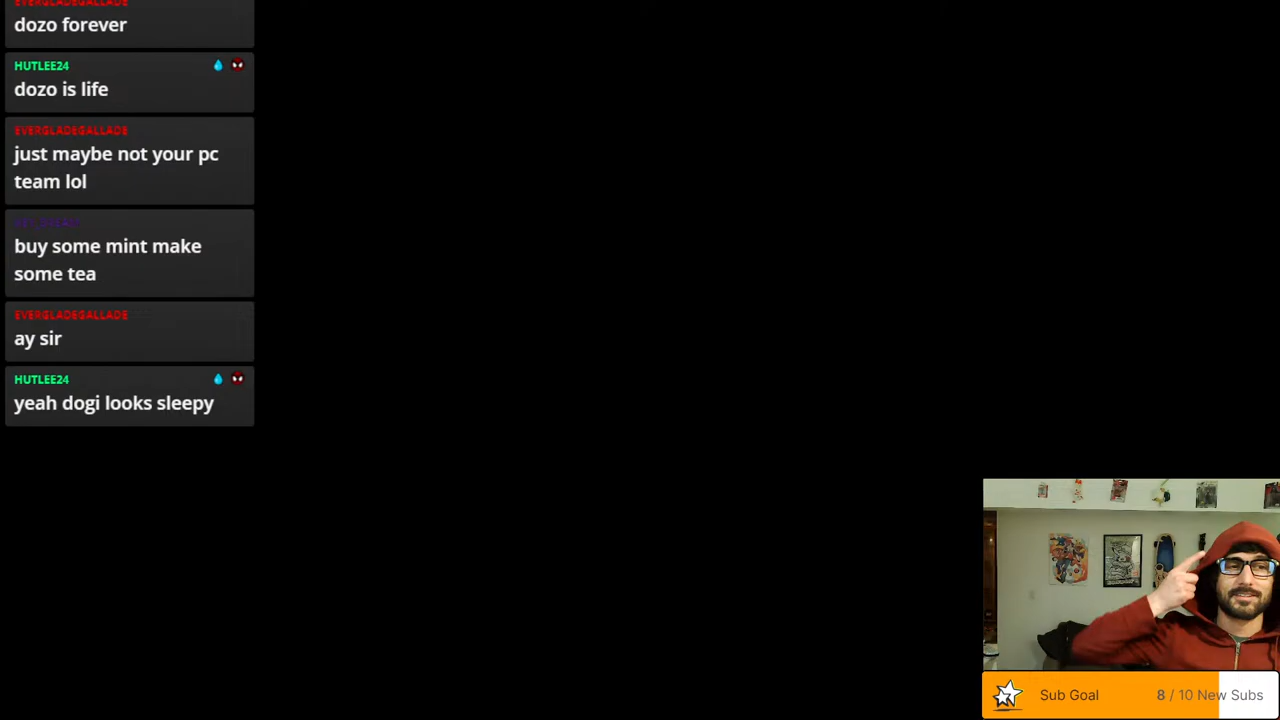 EVERGLADEGALLADE
dozo forever
HUTLEE24
dozo is life
EVERGLADEGALLADE
just maybe not your pc
team lol
buy some mint make
some tea
EVERGLADEGALLADE
ay sir
HUTLEE24
yeah dogi looks sleepy
Sub Goal
8 / 10 New Subs